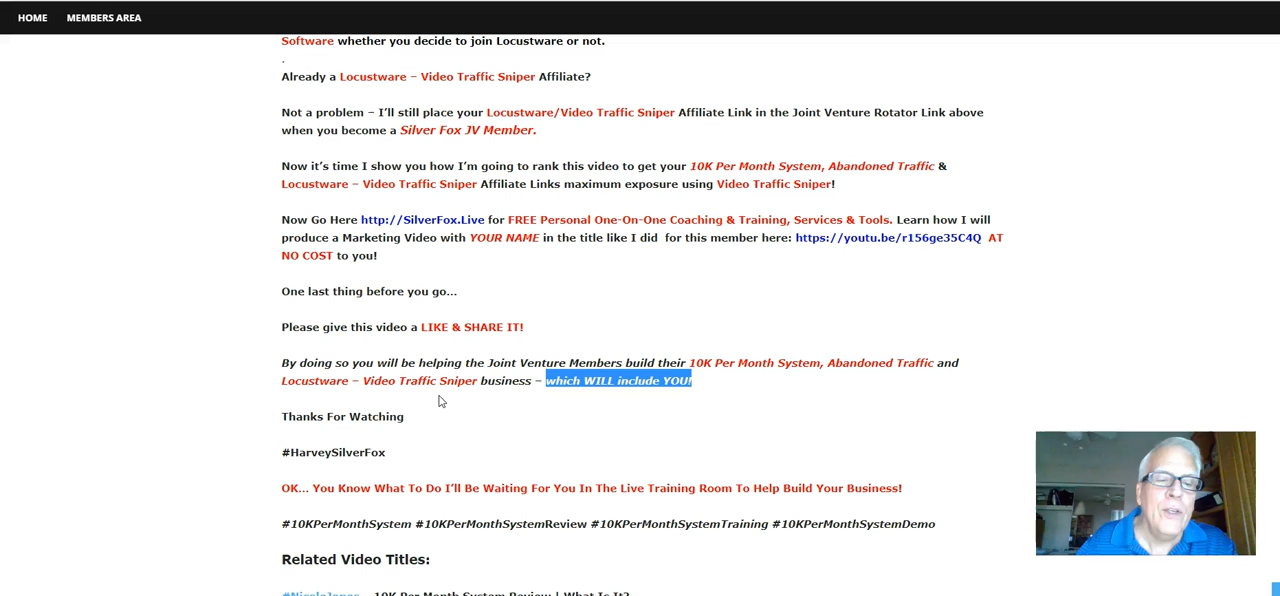 HOME MEMBERS AREA
Software whether you decide to join Locustware or not.
.
Already a Locustware – Video Traffic Sniper Affiliate?
Not a problem – I’ll still place your Locustware/Video Traffic Sniper Affiliate Link in the Joint Venture Rotator Link above
when you become a Silver Fox JV Member.
Now it’s time I show you how I’m going to rank this video to get your 10K Per Month System, Abandoned Traffic &
Locustware – Video Traffic Sniper Affiliate Links maximum exposure using Video Traffic Sniper!
Now Go Here http://SilverFox.Live for FREE Personal One-On-One Coaching & Training, Services & Tools. Learn how I will
produce a Marketing Video with YOUR NAME in the title like I did for this member here: https://youtu.be/r156ge35C4Q AT
NO COST to you!
One last thing before you go…
Please give this video a LIKE & SHARE IT!
By doing so you will be helping the Joint Venture Members build their 10K Per Month System, Abandoned Traffic and
Locustware – Video Traffic Sniper business – which WILL include YOU!
Thanks For Watching
#HarveySilverFox
OK… You Know What To Do I’ll Be Waiting For You In The Live Training Room To Help Build Your Business!
#10KPerMonthSystem #10KPerMonthSystemReview #10KPerMonthSystemTraining #10KPerMonthSystemDemo
Related Video Titles:
#NicoleJones – 10K Per Month System Review | What Is It?